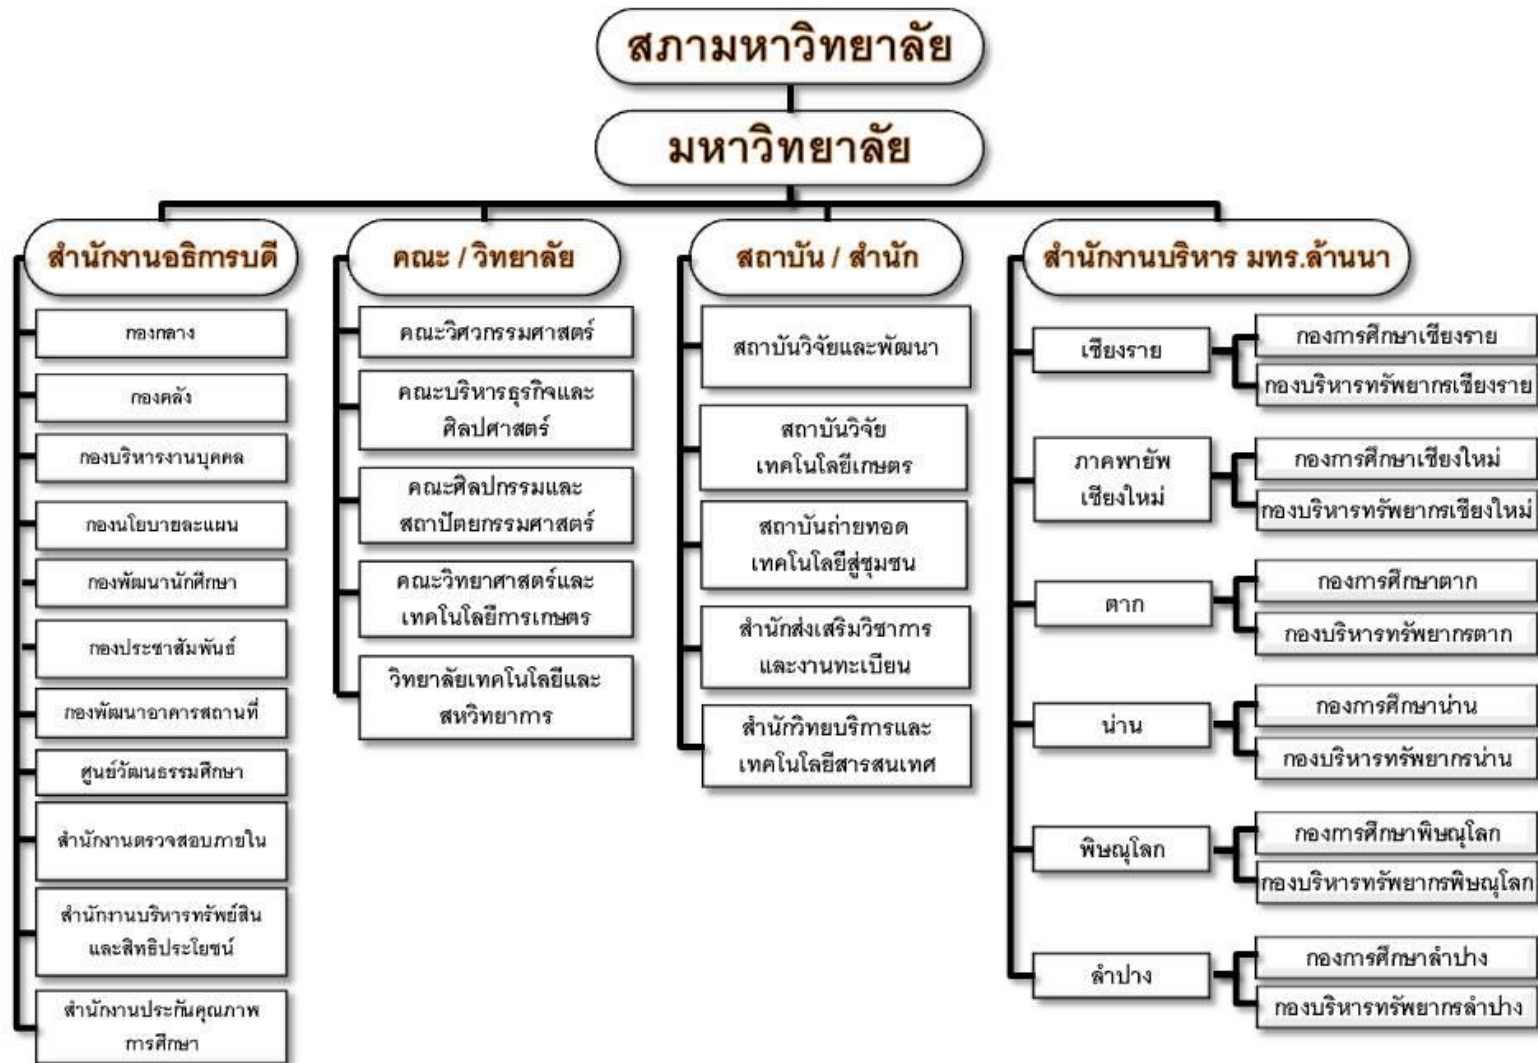 สภามหาวิทยาลัย
มหาวิทยาลัย
สำนักงานอธิการบดี
กองกลาง
กองคลัง
กองบริหารงานบุคคล
กองนโยบายละแผน
กองพัฒนานักศึกษา
กองประชาสัมพันธ์
กองพัฒนาอาคารสถานที่
ศูนย์วัฒนธรรมศึกษา
สำนักงานตรวจสอบภายใน
สำนักงานบริหารทรัพย์สิน
และสิทธิประโยชน์
สำนักงานประกันคุณภาพ
การศึกษา
คณะ / วิทยาลัย
คณะวิศวกรรมศาสตร์
คณะบริหารธุรกิจและ
ศิลปศาสตร์
คณะศิลปกรรมและ
สถาปัตยกรรมศาสตร์
คณะวิทยาศาสตร์และ
เทคโนโลยีการเกษตร
วิทยาลัยเทคโนโลยีและ
สหวิทยาการ
สถาบัน / สำนัก
สถาบันวิจัยและพัฒนา
สถาบันวิจัย
เทคโนโลยีเกษตร
สถาบันถ่ายทอด
เทคโนโลยีสู่ชุมชน
สำนักส่งเสริมวิชาการ
และงานทะเบียน
สำนักวิทยบริการและ
เทคโนโลยีสารสนเทศ
สำนักงานบริหาร มทร.ล้านนา
เชียงราย
กองการศึกษาเชียงราย
กองบริหารทรัพยากรเชียงราย
ภาคพายัพ
เชียงใหม่
กองการศึกษาเชียงใหม่
กองบริหารทรัพยากรเชียงใหม่
ตาก
กองการศึกษาตาก
กองบริหารทรัพยากรตาก
น่าน
กองการศึกษาน่าน
กองบริหารทรัพยากรน่าน
พิษณุโลก
กองการศึกษาพิษณุโลก
กองบริหารทรัพยากรพิษณุโลก
ลำปาง
กองการศึกษาลำปาง
กองบริหารทรัพยากรลำปาง